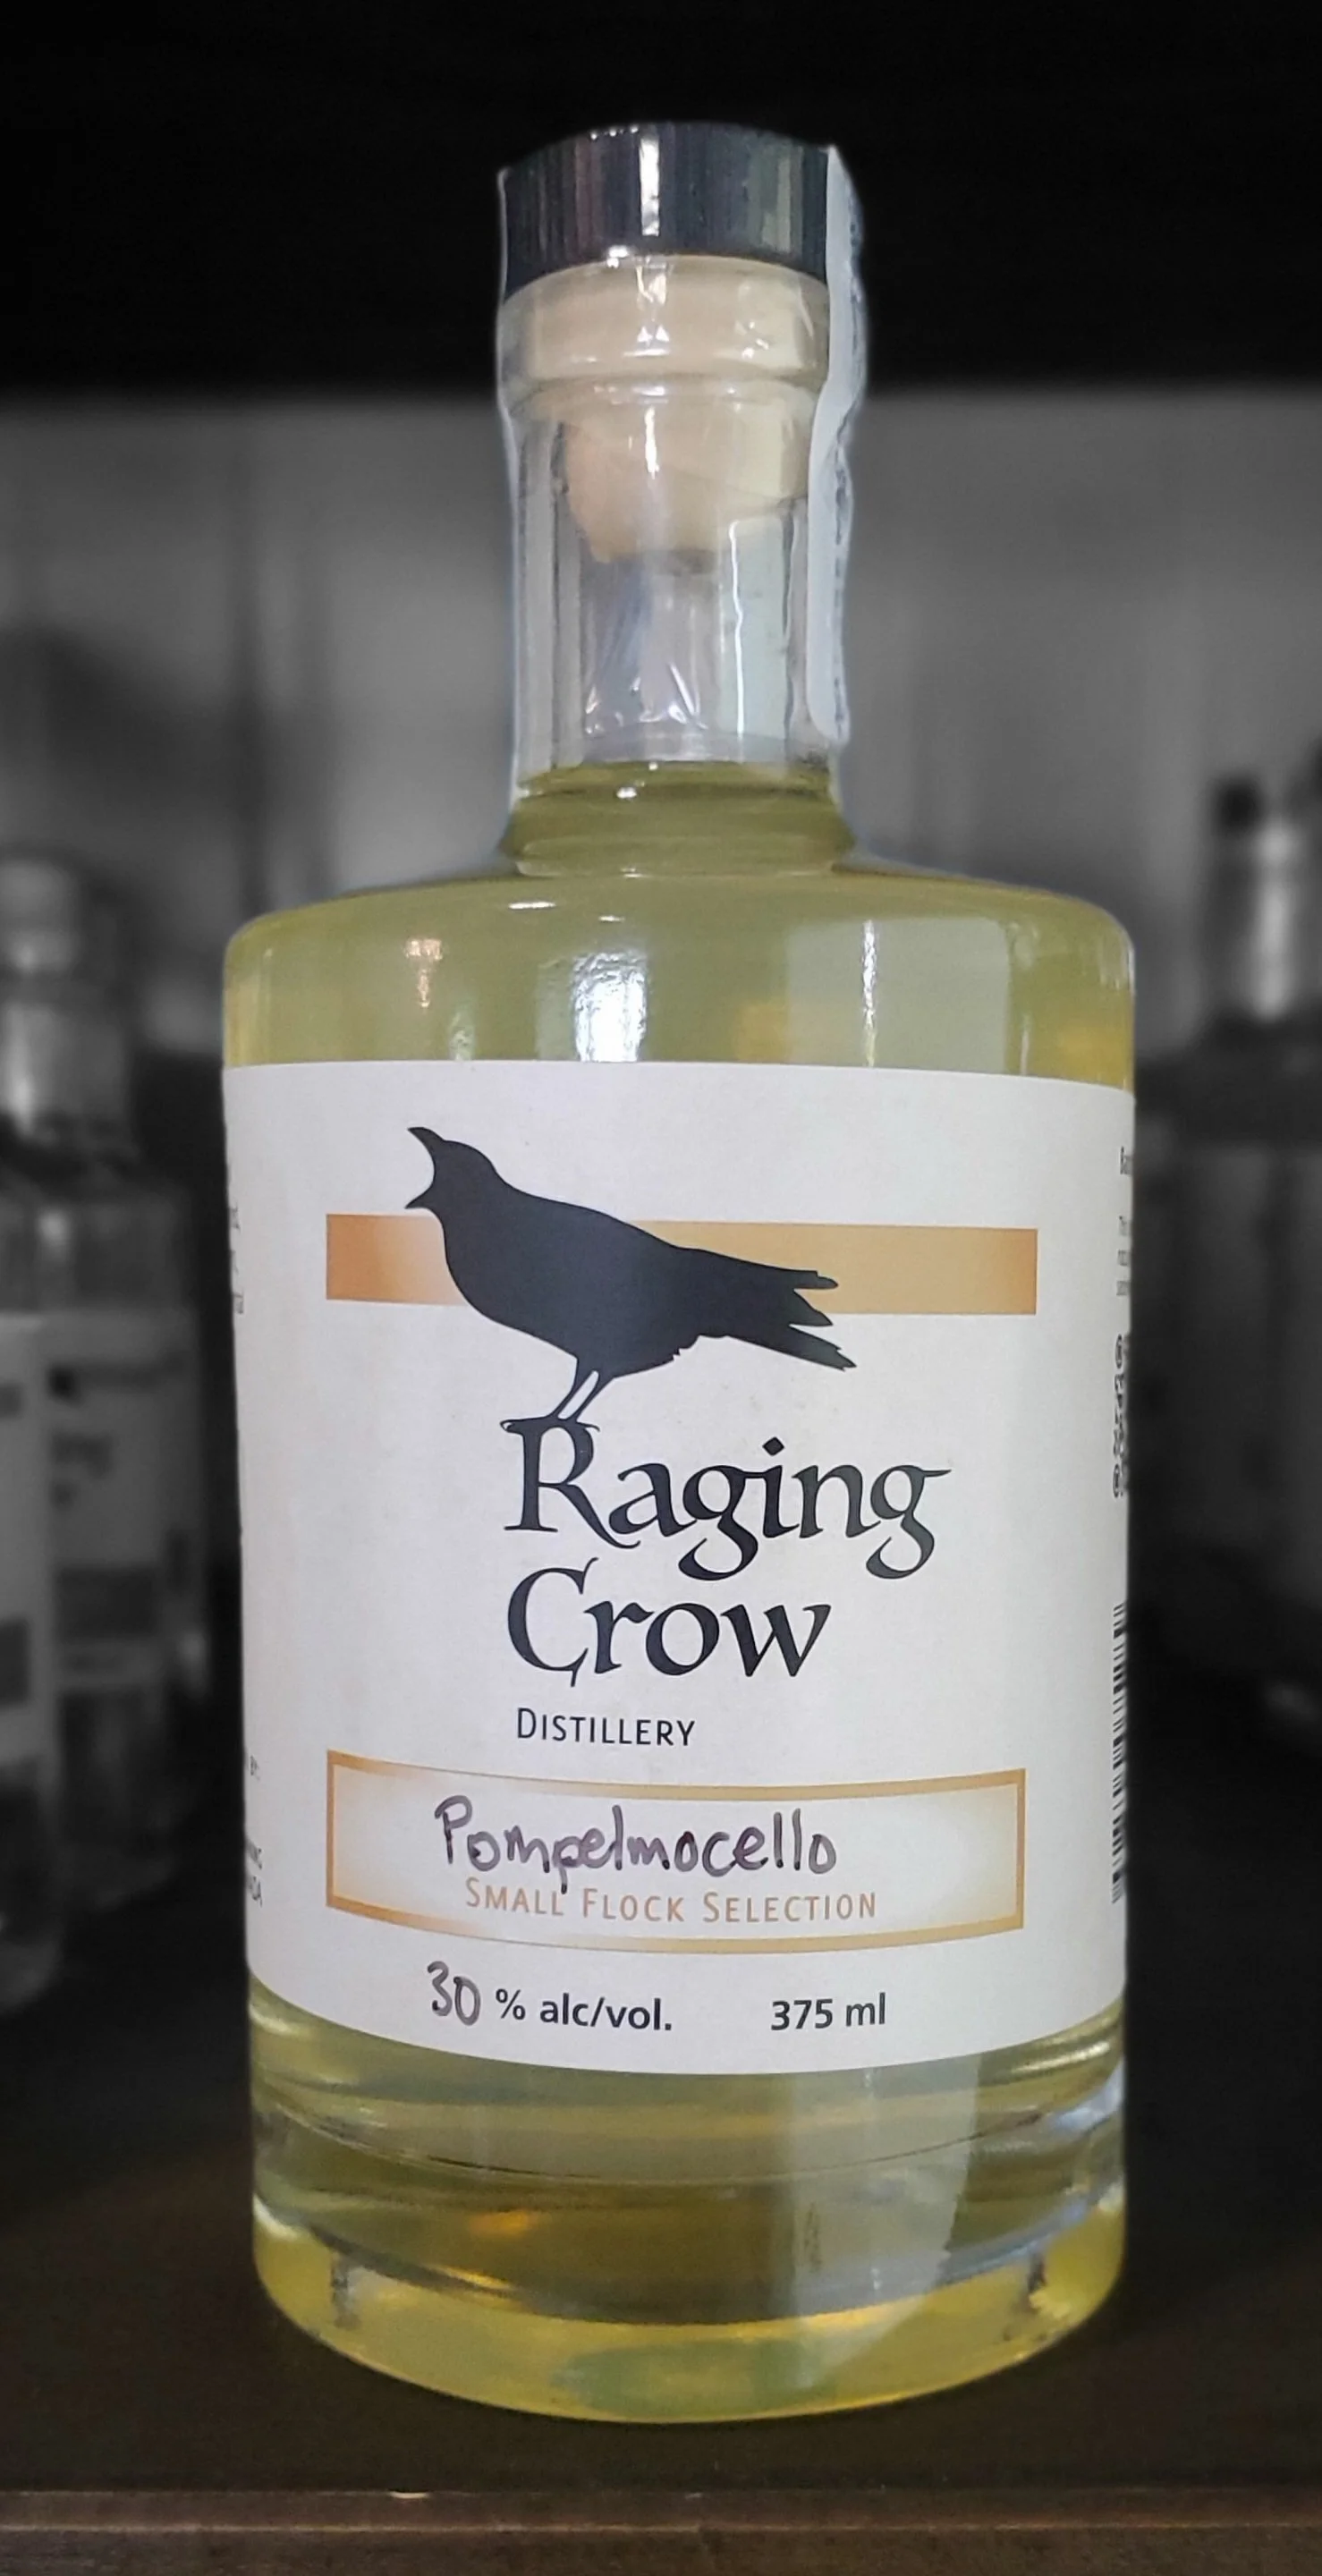 Raging
Crow
DISTILLERY
Pompelmocello
SMALL FLOCK SELECTION
30 % alc/vol. 375 ml